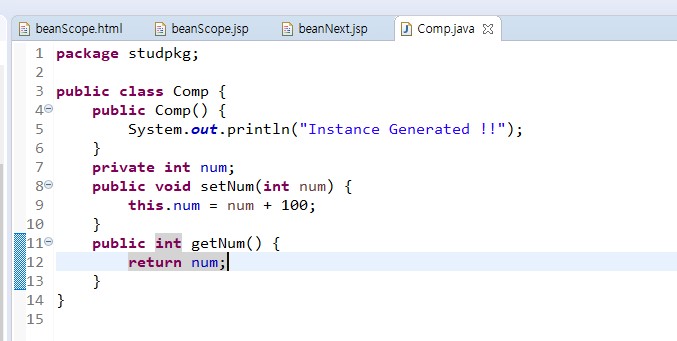 beanScope.html beanScope.jsp beanNext.jsp Comp.java
1 package studpkg;
2
3 public class Comp {
4 public Comp() {
5 System.out.println("Instance Generated !!");
6 }
7 private int num;
8 public void setNum(int num) {
9 this.num = num + 100;
10 }
11 public int getNum() {
12 return num;
13 }
14 }
15